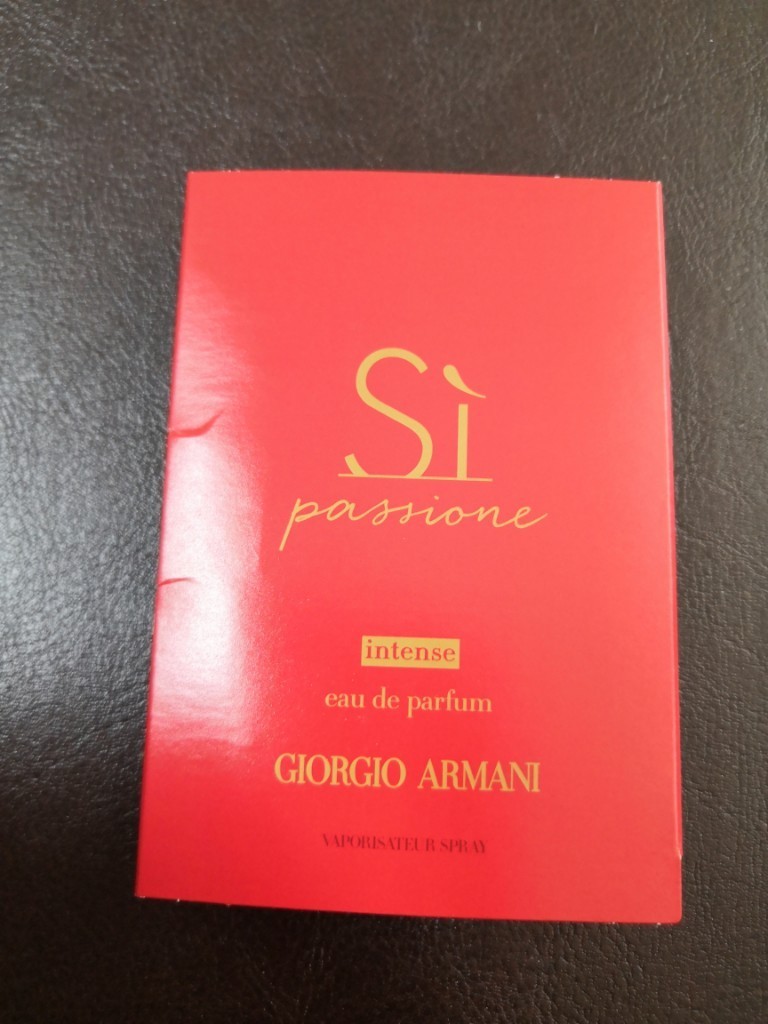 Sì
passione
intense
eau de parfum
GIORGIO ARMANI
VAPORISATEUR SPRAY